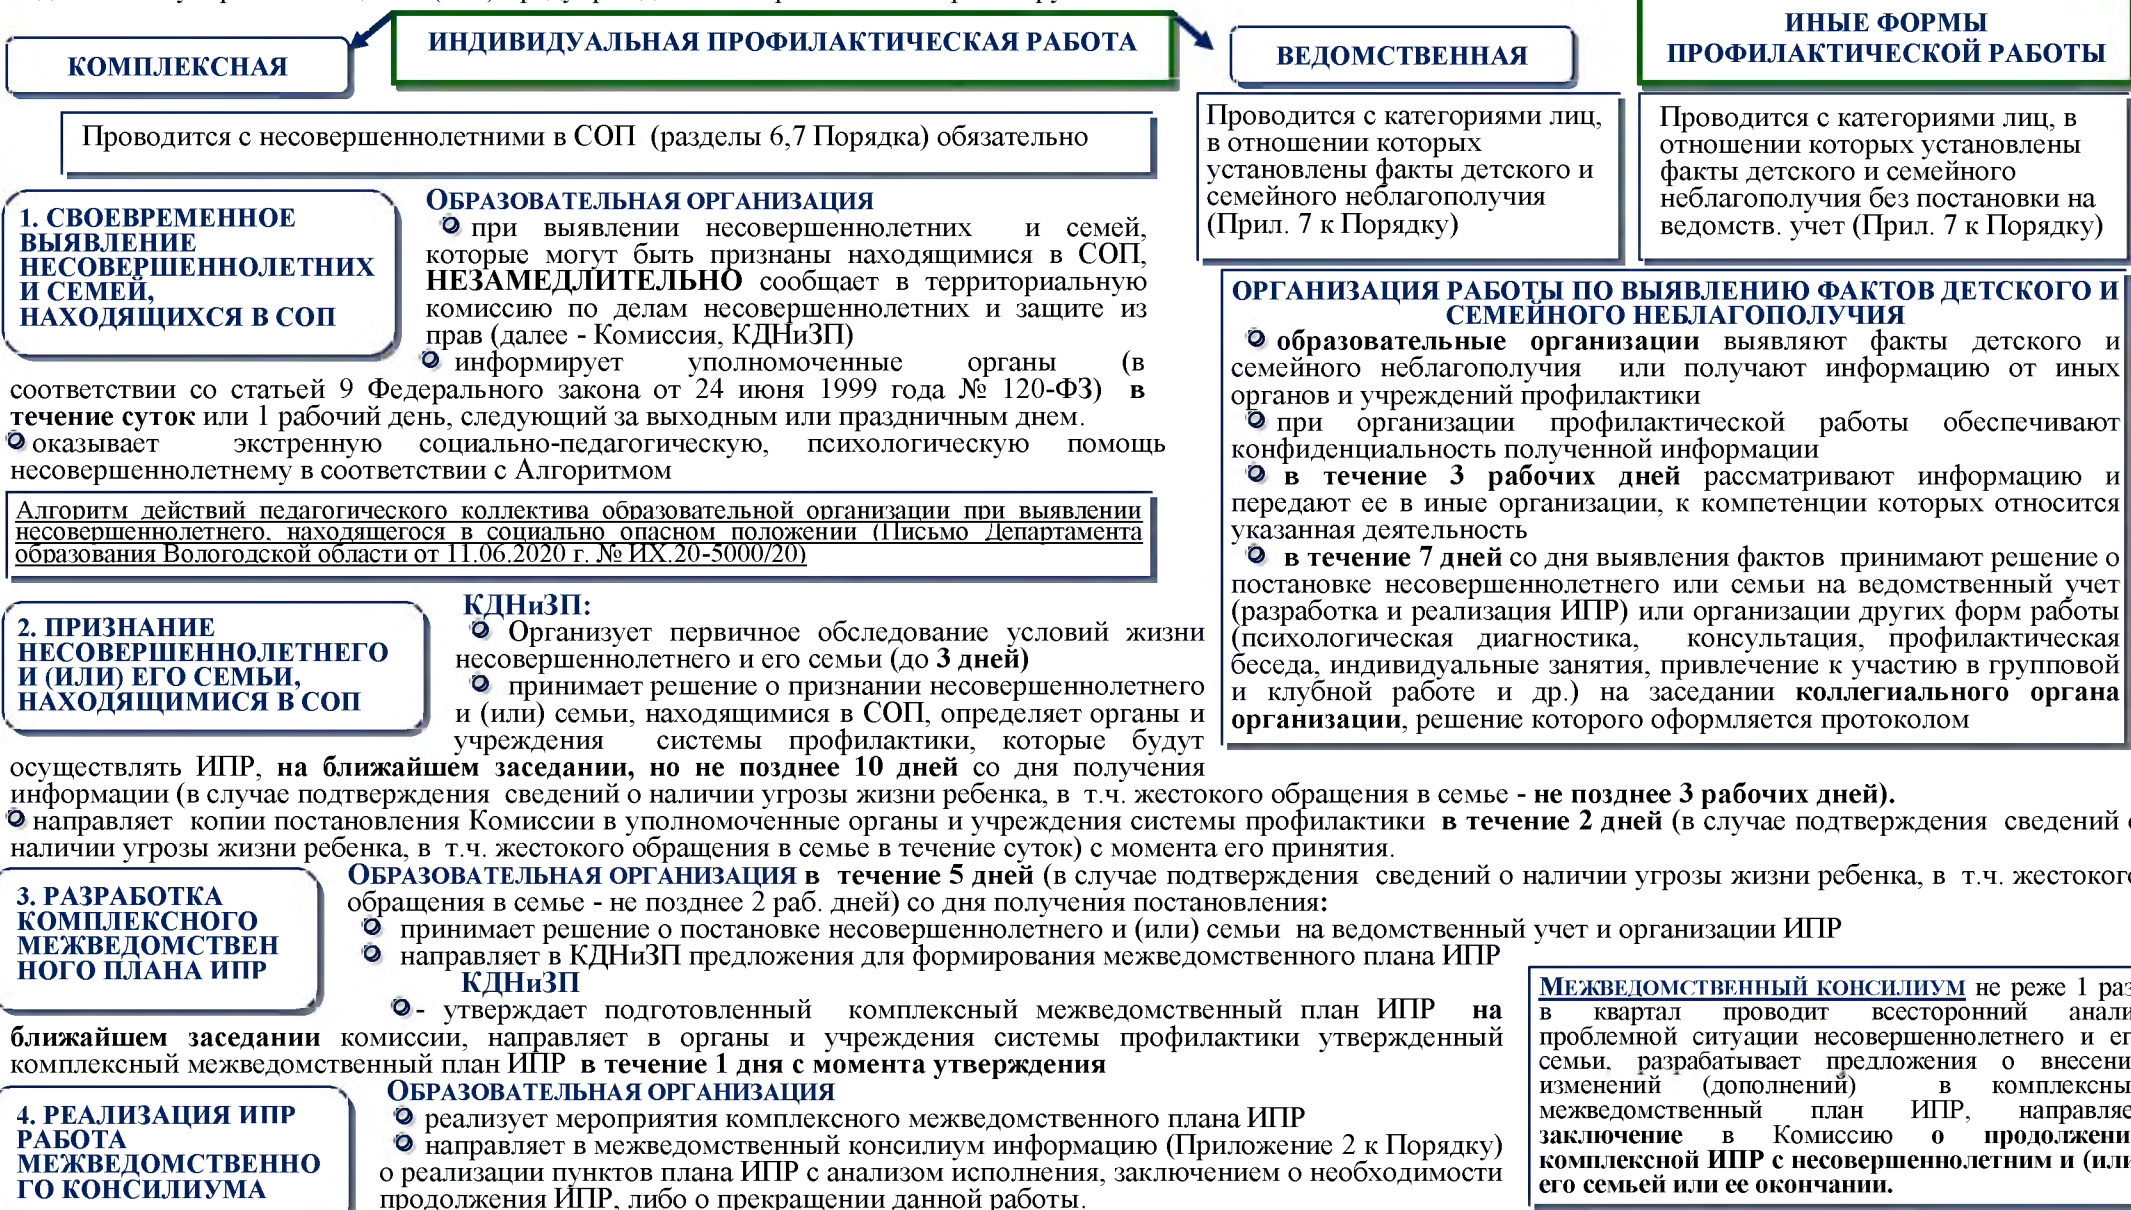 КОМПЛЕКСНАЯ
ИНДИВИДУАЛЬНАЯ ПРОФИЛАКТИЧЕСКАЯ РАБОТА
ВЕДОМСТВЕННАЯ
ИНЫЕ ФОРМЫ
ПРОФИЛАКТИЧЕСКОЙ РАБОТЫ
Проводится с несовершеннолетними в СОП (разделы 6,7 Порядка) обязательно
Проводится с категориями лиц,
в отношении которых
установлены факты детского и
семейного неблагополучия
(Прил. 7 к Порядку)
Проводится с категориями лиц, в
отношении которых установлены
факты детского и семейного
неблагополучия без постановки на
ведомств. учет (Прил. 7 к Порядку)
1. СВОЕВРЕМЕННОЕ
ВЫЯВЛЕНИЕ
НЕСОВЕРШЕННОЛЕТНИХ
И СЕМЕЙ,
НАХОДЯЩИХСЯ В СОП
ОБРАЗОВАТЕЛЬНАЯ ОРГАНИЗАЦИЯ
при выявлении несовершеннолетних и семей,
которые могут быть признаны находящимися в СОП,
НЕЗАМЕДЛИТЕЛЬНО сообщает в территориальную
комиссию по делам несовершеннолетних и защите из
прав (далее - Комиссия, КДНиЗП)
информирует уполномоченные органы (в
соответствии со статьей 9 Федерального закона от 24 июня 1999 года № 120-ФЗ) в
течение суток или 1 рабочий день, следующий за выходным или праздничным днем.
оказывает экстренную социально-педагогическую, психологическую помощь
несовершеннолетнему в соответствии с Алгоритмом
Алгоритм действий педагогического коллектива образовательной организации при выявлении
несовершеннолетнего, находящегося в социально опасном положении (Письмо Департамента
образования Вологодской области от 11.06.2020 г. № ИХ.20-5000/20)
ОРГАНИЗАЦИЯ РАБОТЫ ПО ВЫЯВЛЕНИЮ ФАКТОВ ДЕТСКОГО И
СЕМЕЙНОГО НЕБЛАГОПОЛУЧИЯ
образовательные организации выявляют факты детского и
семейного неблагополучия или получают информацию от иных
органов и учреждений профилактики
при организации профилактической работы обеспечивают
конфиденциальность полученной информации
в течение 3 рабочих дней рассматривают информацию и
передают ее в иные организации, к компетенции которых относится
указанная деятельность
в течение 7 дней со дня выявления фактов принимают решение о
постановке несовершеннолетнего или семьи на ведомственный учет
(разработка и реализация ИПР) или организации других форм работы
(психологическая диагностика, консультация, профилактическая
беседа, индивидуальные занятия, привлечение к участию в групповой
и клубной работе и др.) на заседании коллегиального органа
организации, решение которого оформляется протоколом
2. ПРИЗНАНИЕ
НЕСОВЕРШЕННОЛЕТНЕГО
И (ИЛИ) ЕГО СЕМЬИ,
НАХОДЯЩИМИСЯ В СОП
КДНиЗП:
Организует первичное обследование условий жизни
несовершеннолетнего и его семьи (до 3 дней)
принимает решение о признании несовершеннолетнего
и (или) семьи, находящимися в СОП, определяет органы и
учреждения системы профилактики, которые будут
осуществлять ИПР, на ближайшем заседании, но не позднее 10 дней со дня получения
информации (в случае подтверждения сведений о наличии угрозы жизни ребенка, в т.ч. жестокого обращения в семье - не позднее 3 рабочих дней).
направляет копии постановления Комиссии в уполномоченные органы и учреждения системы профилактики в течение 2 дней (в случае подтверждения сведений о
наличии угрозы жизни ребенка, в т.ч. жестокого обращения в семье в течение суток) с момента его принятия.
3. РАЗРАБОТКА
КОМПЛЕКСНОГО
МЕЖВЕДОМСТВЕН
НОГО ПЛАНА ИПР
ОБРАЗОВАТЕЛЬНАЯ ОРГАНИЗАЦИЯ в течение 5 дней (в случае подтверждения сведений о наличии угрозы жизни ребенка, в т.ч. жестокого
обращения в семье - не позднее 2 раб. дней) со дня получения постановления:
принимает решение о постановке несовершеннолетнего и (или) семьи на ведомственный учет и организации ИПР
направляет в КДНиЗП предложения для формирования межведомственного плана ИПР
КДНиЗП
- утверждает подготовленный комплексный межведомственный план ИПР на
ближайшем заседании комиссии, направляет в органы и учреждения системы профилактики утвержденный
комплексный межведомственный план ИПР в течение 1 дня с момента утверждения
4. РЕАЛИЗАЦИЯ ИПР
РАБОТА
МЕЖВЕДОМСТВЕННО
ГО КОНСИЛИУМА
ОБРАЗОВАТЕЛЬНАЯ ОРГАНИЗАЦИЯ
реализует мероприятия комплексного межведомственного плана ИПР
направляет в межведомственный консилиум информацию (Приложение 2 к Порядку)
о реализации пунктов плана ИПР с анализом исполнения, заключением о необходимости
продолжения ИПР, либо о прекращении данной работы.
МЕЖВЕДОМСТВЕННЫЙ КОНСИЛИУМ не реже 1 раз
в квартал проводит всесторонний анали
проблемной ситуации несовершеннолетнего и ег
семьи, разрабатывает предложения о внесени
изменений (дополнений) в комплексны
межведомственный план ИПР, направляе
заключение в Комиссию о продолжени
комплексной ИПР с несовершеннолетним и (или
его семьей или ее окончании.